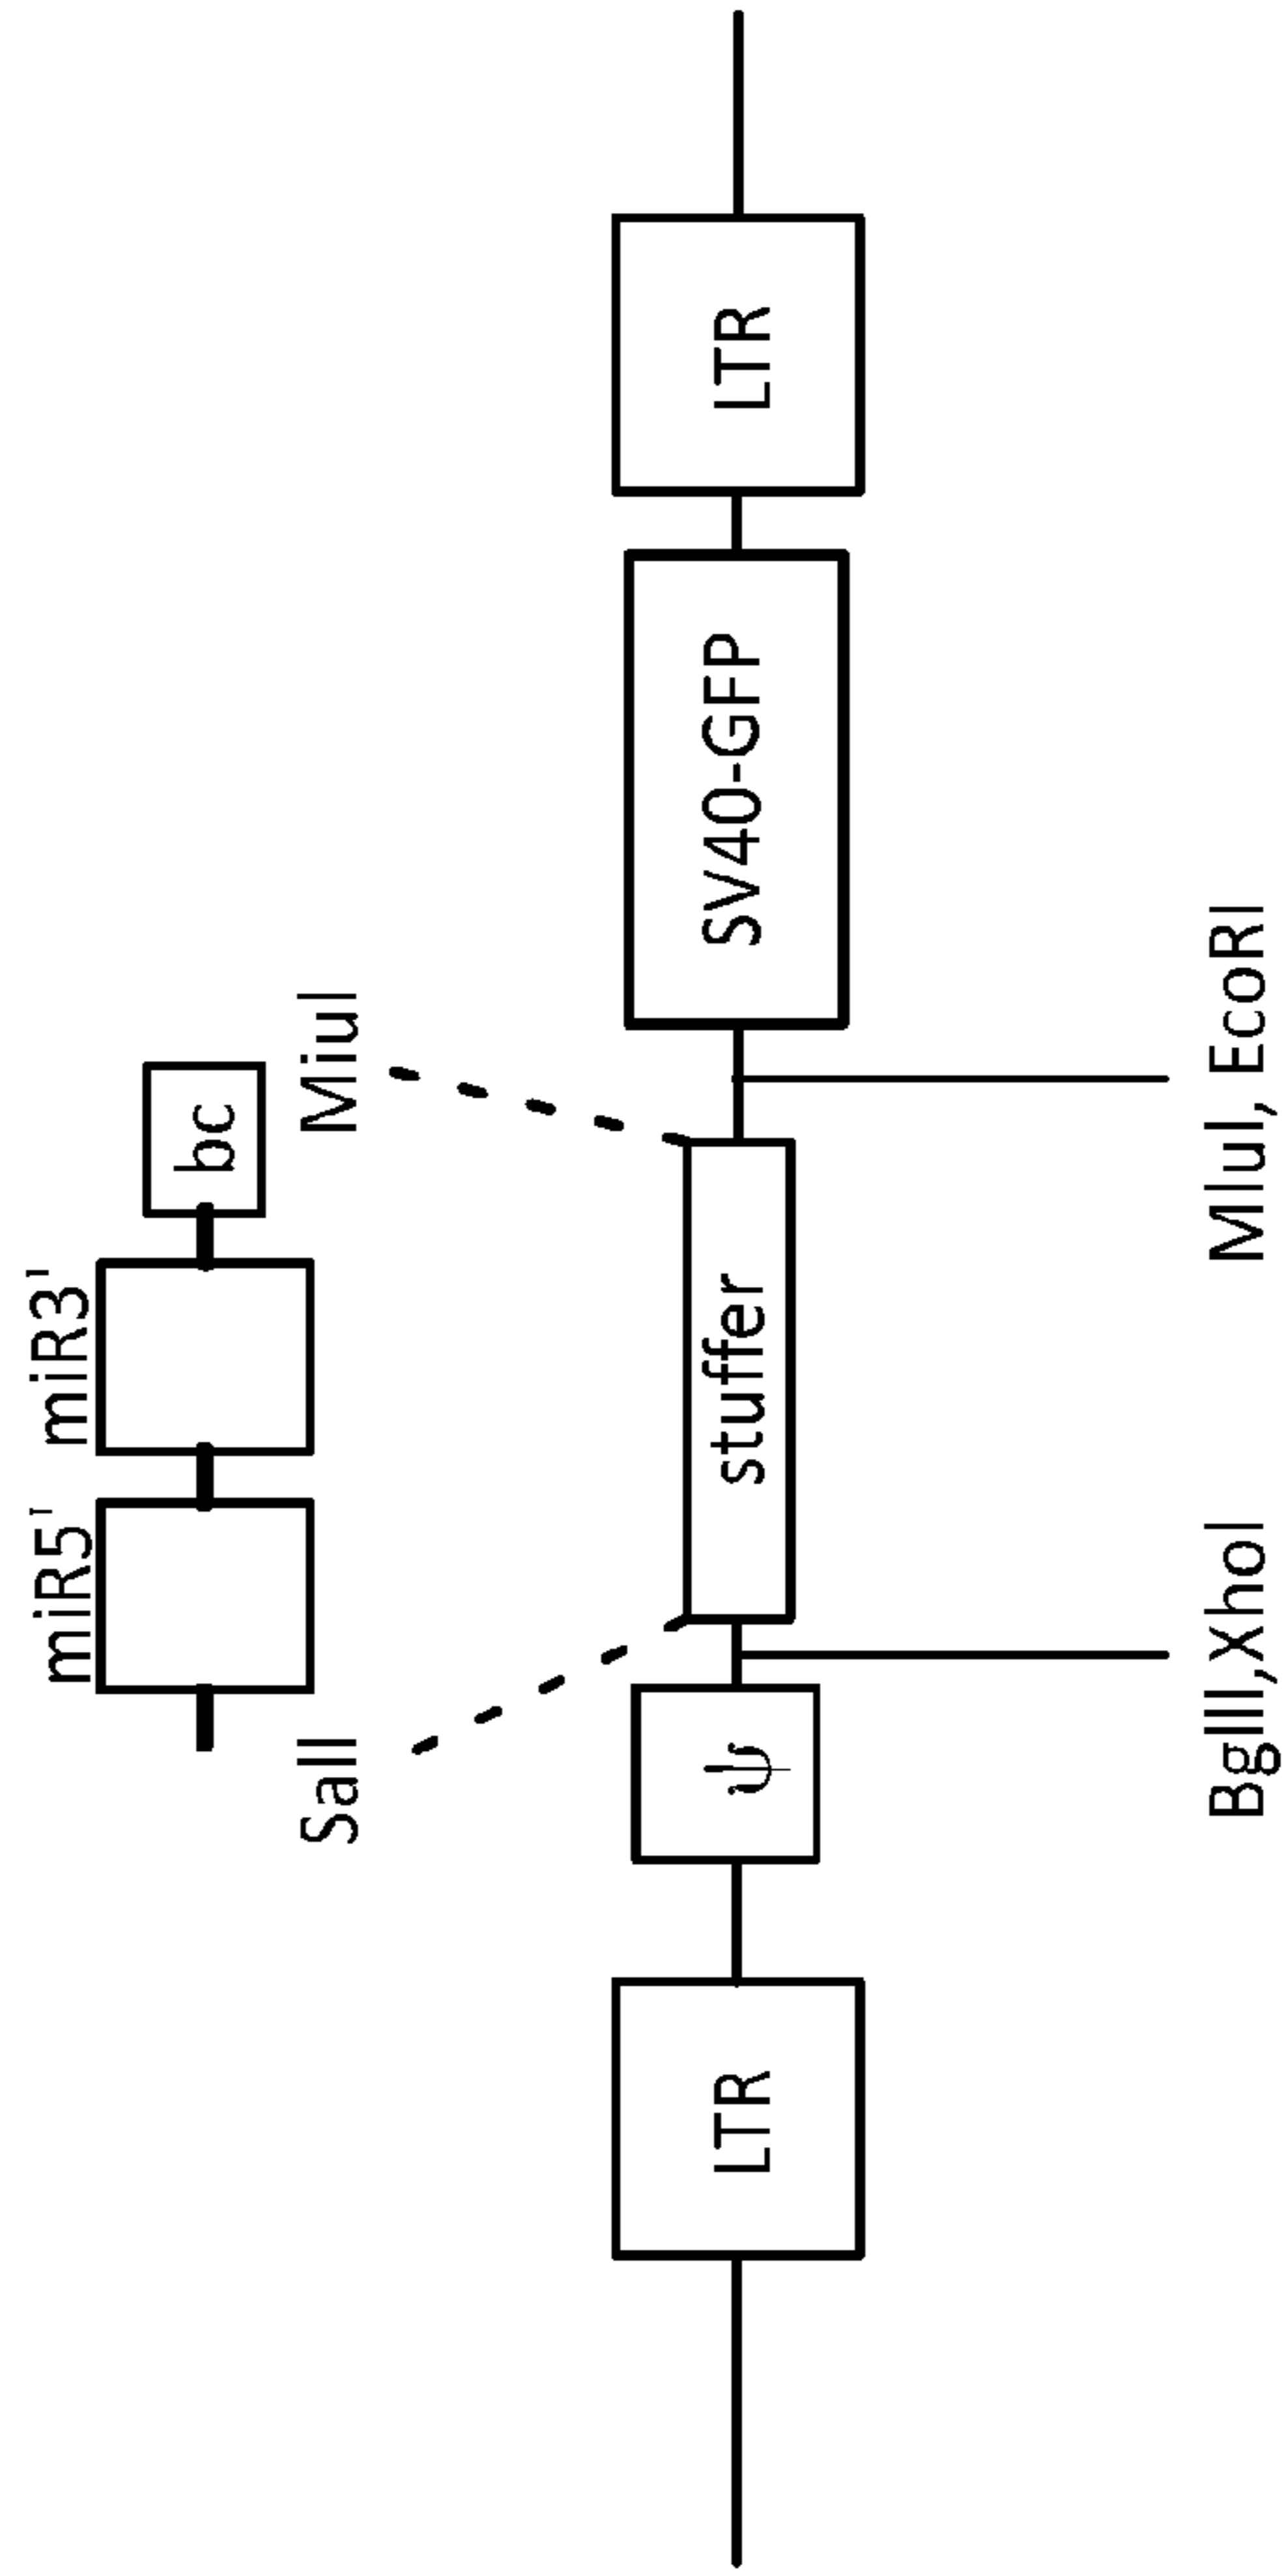 miR5' miR3'
bc
SalI MiuI
LTR ψ stuffer SV40-GFP LTR
BglII,XhoI MluI, EcoRI